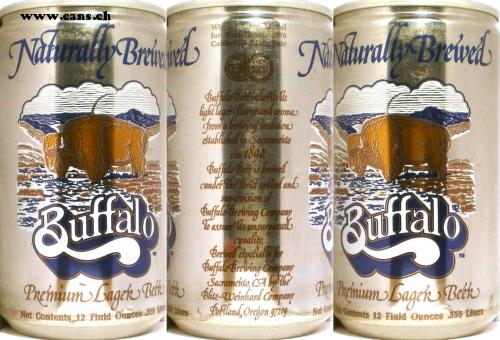 www.cans.ch
Naturally Brewed
Buffalo
Premium Lager Beer
Net Contents, 12 Fluid Ounces .355 Liters
Buffalo Beer inherits its
light lager flavor and aroma
from a brewing tradition
established in Sacramento
1890.
Buffalo Beer is brewed
under the strict control and
supervision of
Buffalo Brewing Company
to assure its unsurpassed
quality.
Brewed especially for
Buffalo Brewing Company
Sacramento, CA by the
Blitz-Weinhard Company
Portland, Oregon 97209
Naturally Brewed
Buffalo
Premium Lager Beer
Net Contents, 12 Fluid Ounces .355 Liters